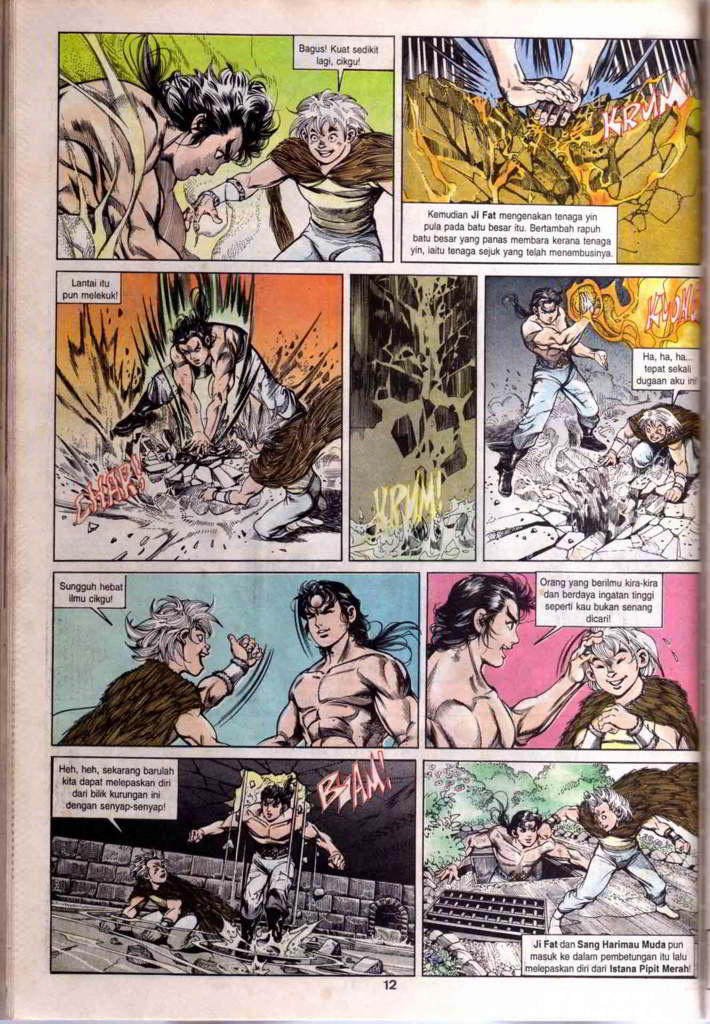 Bagus! Kuat sedikit
lagi, cikgu!
KRUM!
Kemudian Ji Fat mengenakan tenaga yin
pula pada batu besar itu. Bertambah rapuh
batu besar yang panas membara kerana tenaga
yin, iaitu tenaga sejuk yang telah menembusinya.
Lantai itu
pun melekuk!
KRUM!
Ha, ha, ha...
tepat sekali
dugaan aku ini
Sungguh hebat
ilmu cikgu!
Orang yang berilmu kira-kira
dan berdaya ingatan tinggi
seperti kau bukan senang
dicari!
Heh, heh, sekarang barulah
kita dapat melepaskan diri
dari bilik kurungan ini
dengan senyap-senyap!
BLAM!
Ji Fat dan Sang Harimau Muda pun
masuk ke dalam pembetungan itu lalu
melepaskan diri dari Istana Pipit Merah!
12